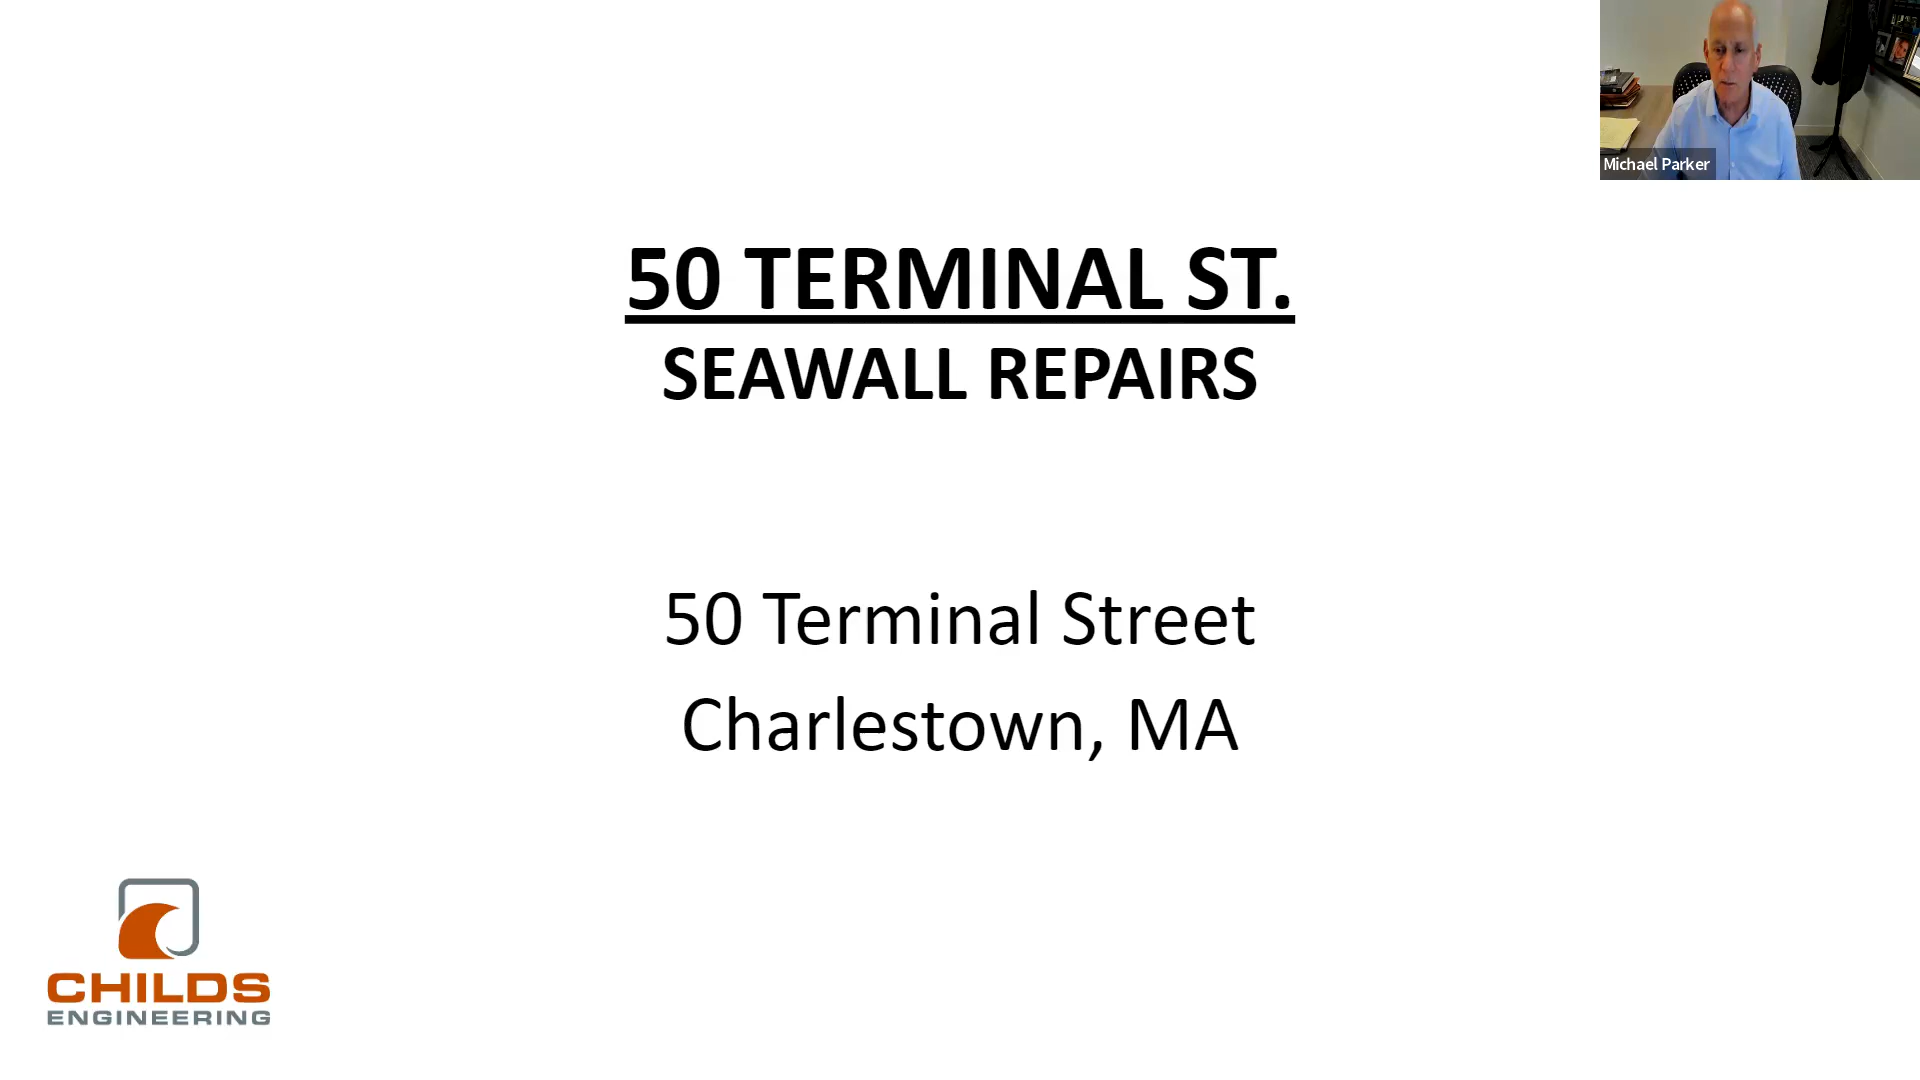 Michael Parker
50 TERMINAL ST.
SEAWALL REPAIRS
50 Terminal Street
Charlestown, MA
CHILDS
ENGINEERING